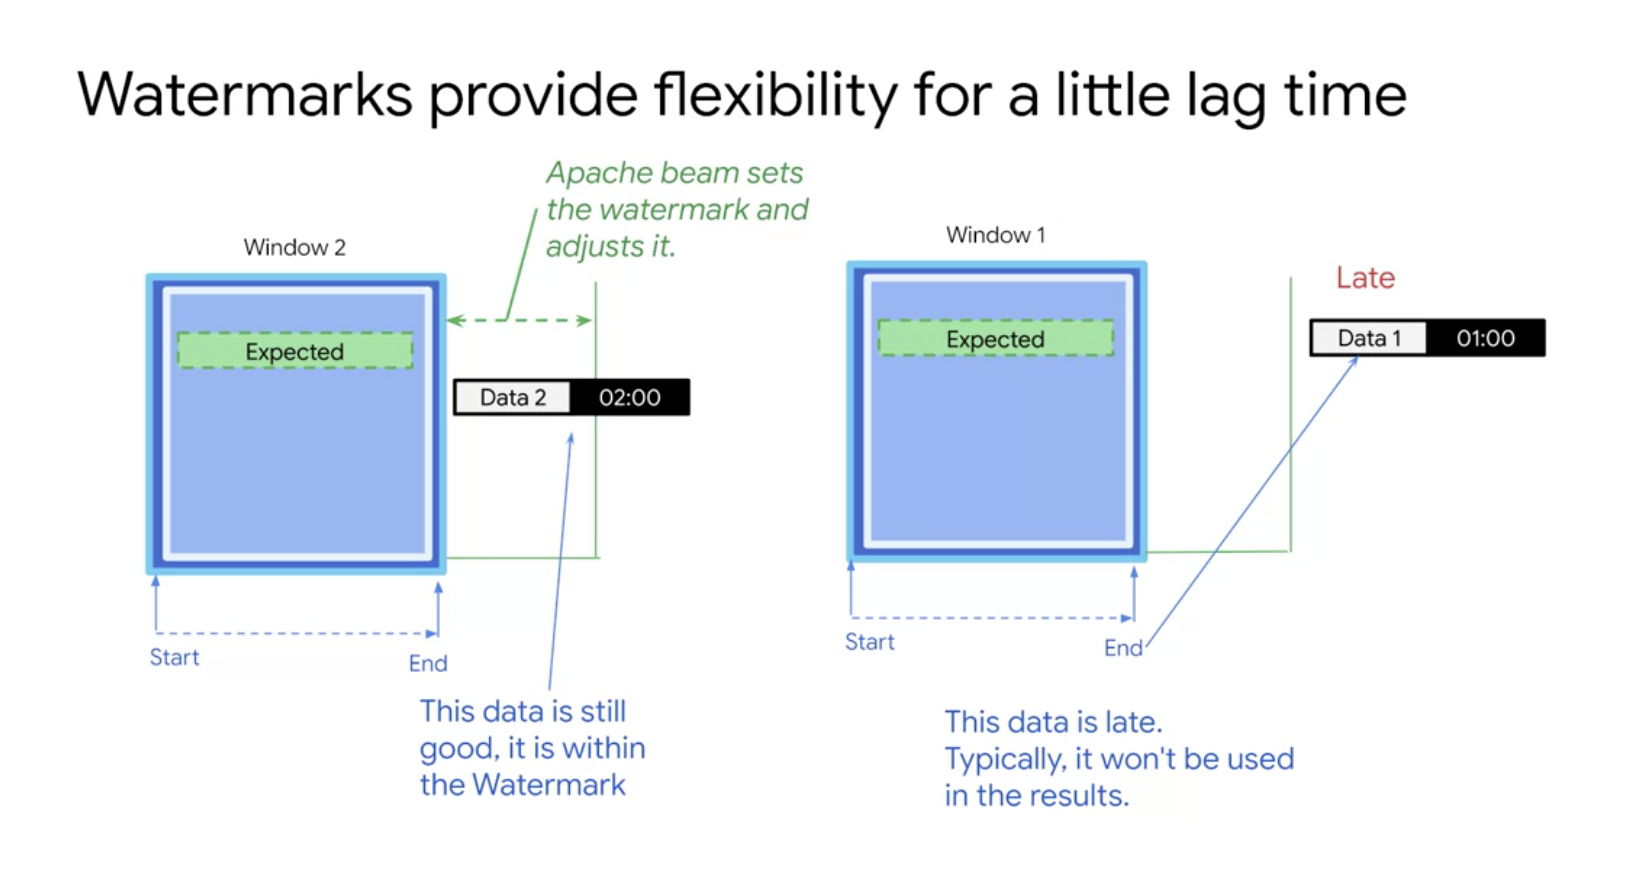 Watermarks provide flexibility for a little lag time
Apache beam sets
the watermark and
adjusts it.
Window 2
Expected
Data 2
02:00
Start
End
This data is still
good, it is within
the Watermark
Window 1
Late
Expected
Data 1
01:00
Start
End
This data is late.
Typically, it won't be used
in the results.